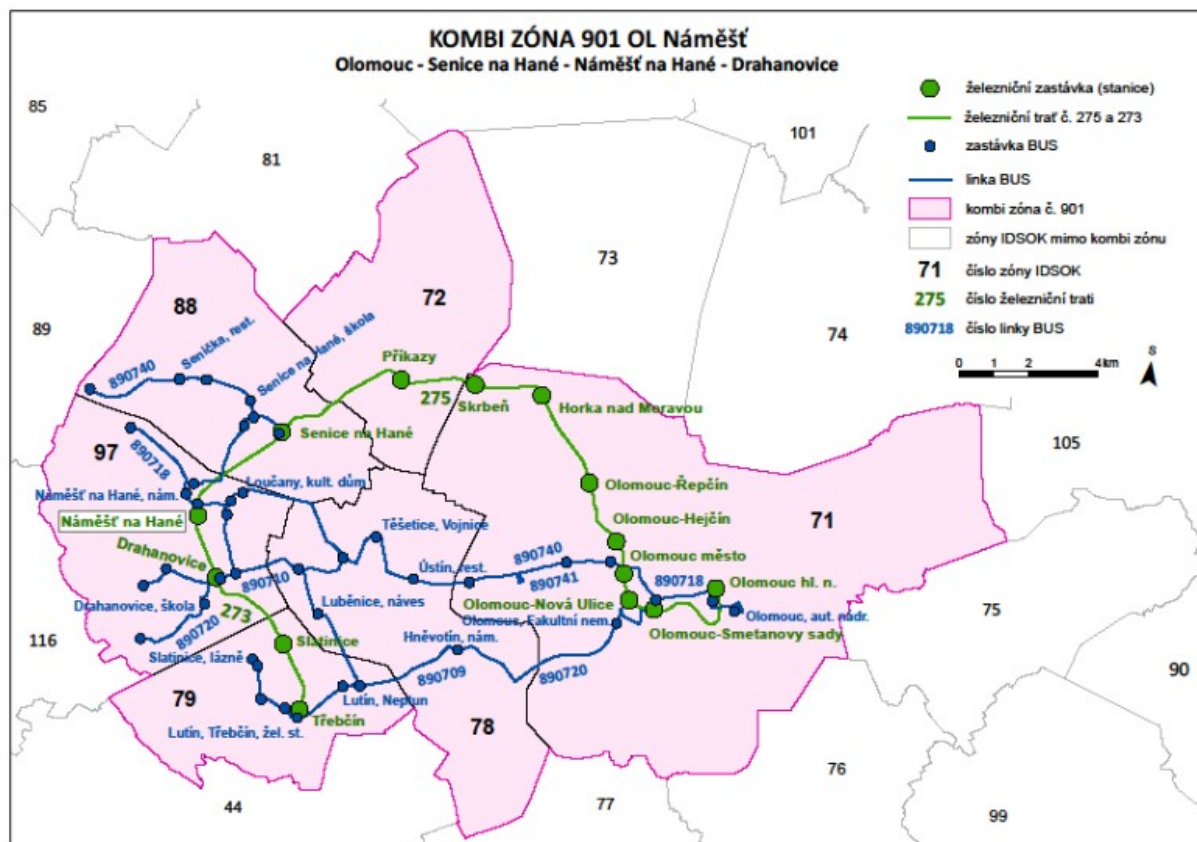 KOMBI ZÓNA 901 OL Náměšť
Olomouc - Senice na Hané - Náměšť na Hané - Drahanovice
železniční zastávka (stanice)
železniční trať č. 275 a 273
zastávka BUS
linka BUS
kombi zóna č. 901
zóny IDSOK mimo kombi zónu
71 číslo zóny IDSOK
275 číslo železniční trati
890718 číslo linky BUS
0 1 2 4 km
S
85
81
101
73
72
88
89
74
Senička, rest.
Senice na Hané, škola
890740
Příkazy
275
Skrbeň
Horka nad Moravou
Senice na Hané
105
97
890718
Loučany, kult. dům
Olomouc-Řepčín
Náměšť na Hané, nám.
Náměšť na Hané
Olomouc-Hejčín
71
Těšetice, Vojnice
Drahanovice
890740
Olomouc město
Ústín, rest.
890741
890718
Olomouc hl. n.
890710
Drahanovice, škola
Luběnice, náves
Olomouc-Nová Ulice
Olomouc, Fakultní nem.
Olomouc, aut. nádr.
75
273
890720
Hněvotín, nám.
Olomouc-Smetanovy sady
116
Slatinice
Slatinice, lázně
890709
890720
90
79
Lutín, Neptun
Třebčín
78
Lutín, Třebčín, žel. st.
76
44
77
99